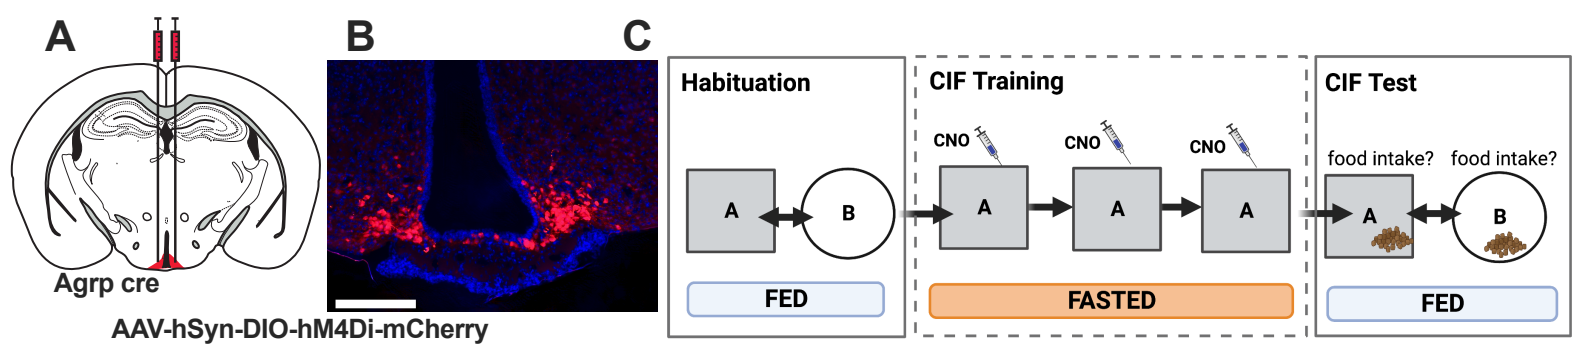 A
B
C
Agrp cre
AAV-hSyn-DIO-hM4Di-mCherry
Habituation
A
B
FED
CIF Training
CNO
CNO
CNO
A
A
A
FASTED
CIF Test
food intake? food intake?
A
B
FED